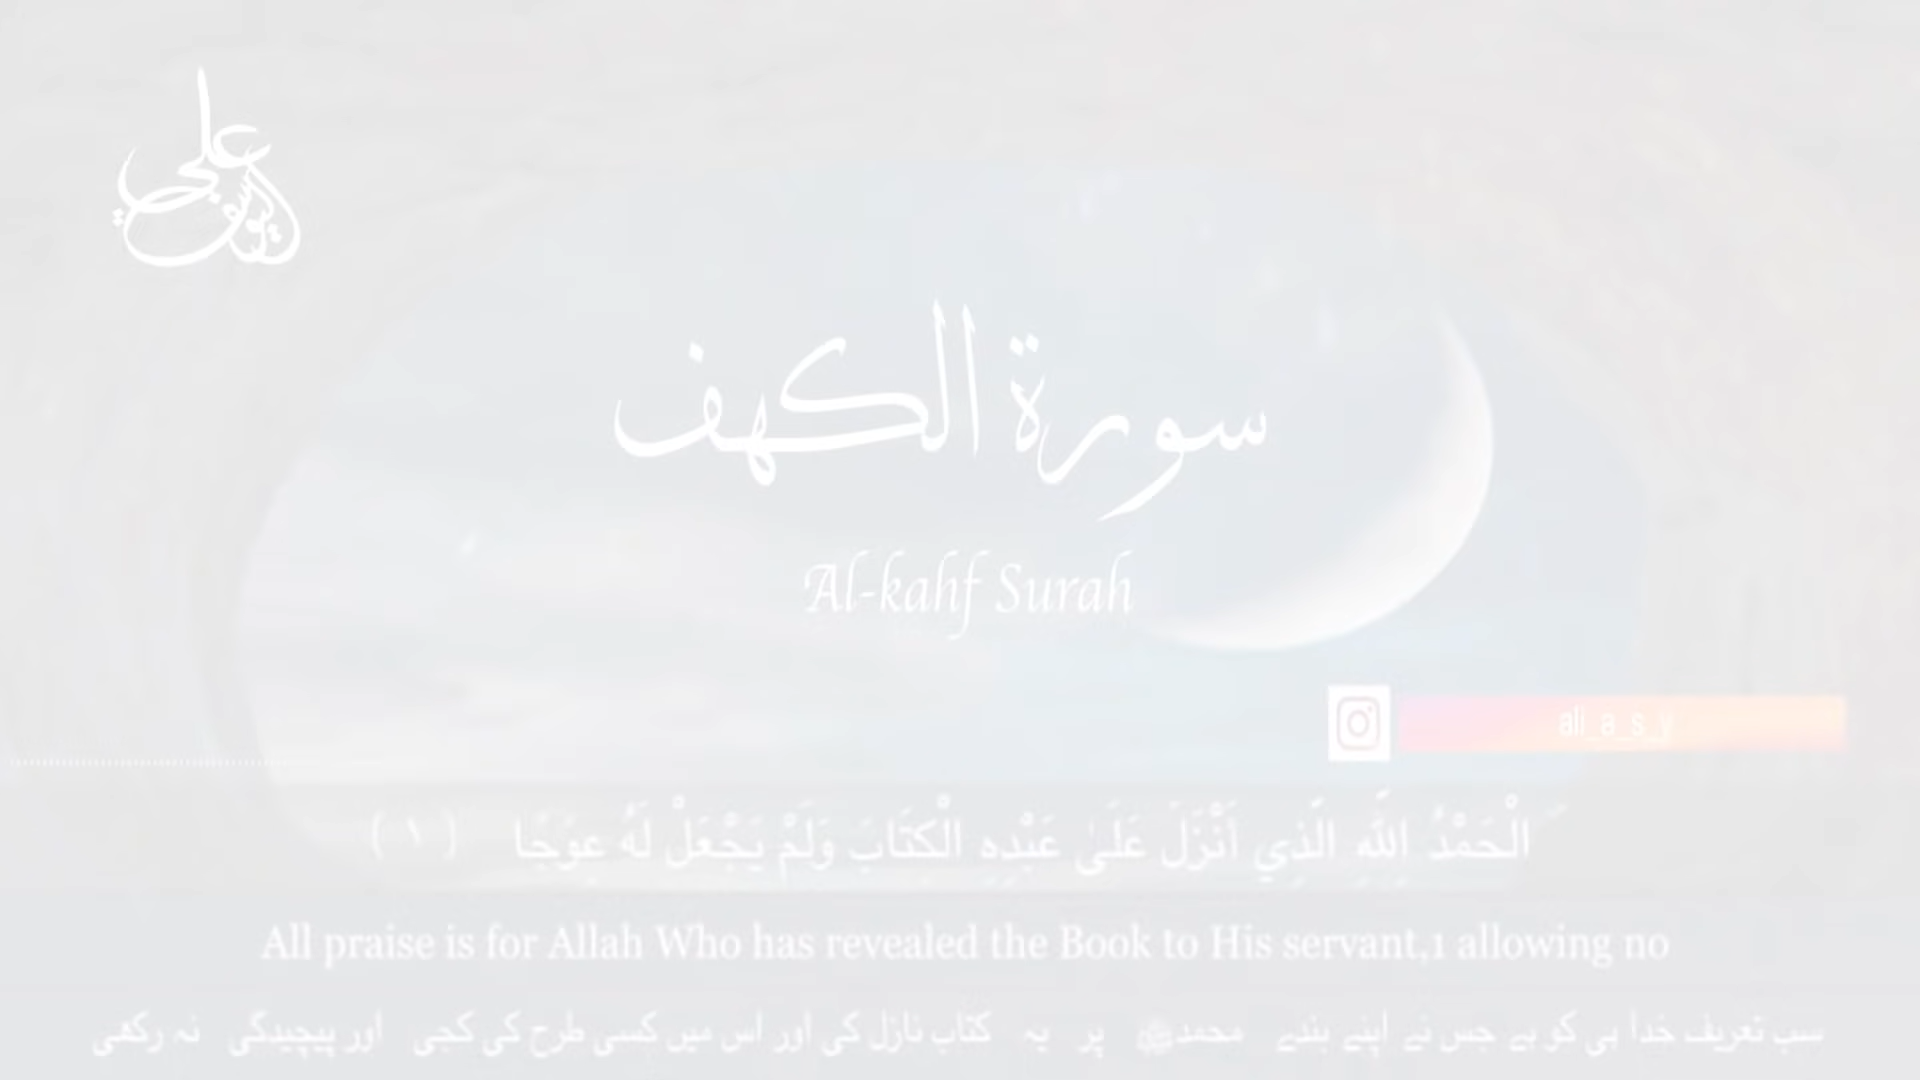 علي اليوسف
سورة الكهف
Al-kahf Surah
ali_a_s_y
الْحَمْدُ لِلَّهِ الَّذِي أَنْزَلَ عَلَىٰ عَبْدِهِ الْكِتَابَ وَلَمْ يَجْعَلْ لَهُ عِوَجًا (١)
All praise is for Allah Who has revealed the Book to His servant,1 allowing no
سب تعریف خدا ہی کو ہے جس نے اپنے بندے محمدﷺ پر یہ کتاب نازل کی اور اس میں کسی طرح کی کجی اور پیچیدگی نہ رکھی